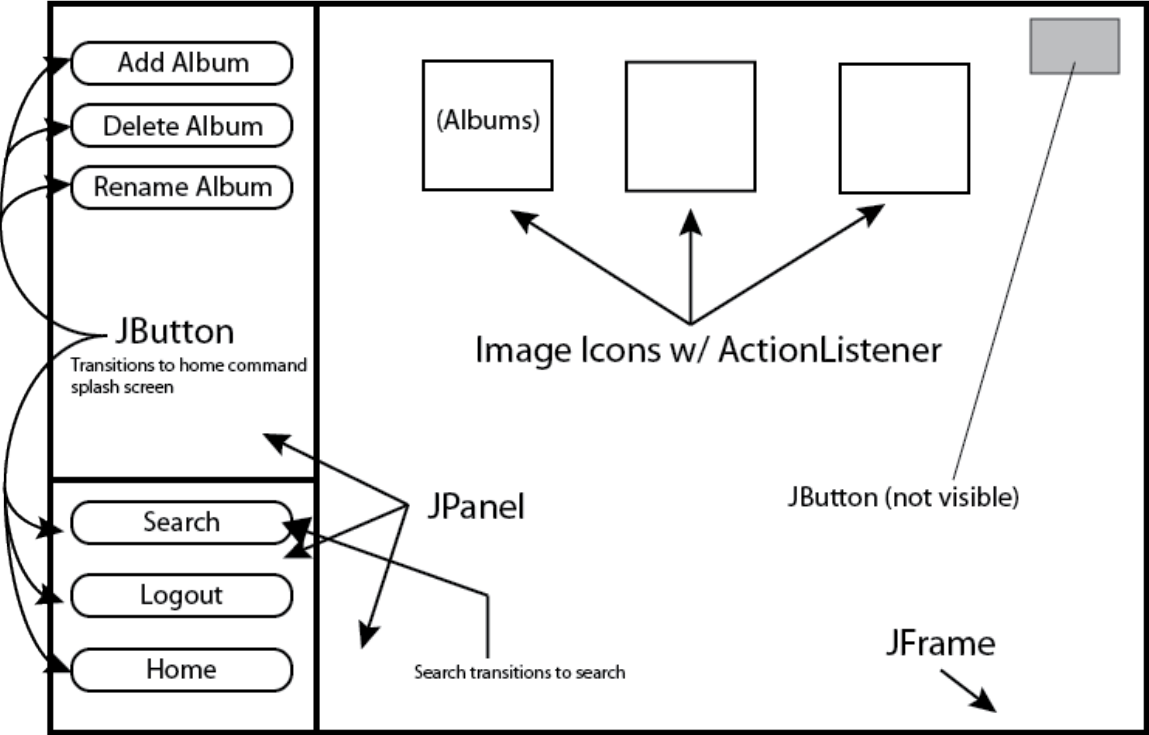 Add Album
Delete Album
Rename Album
JButton
Transitions to home command
splash screen
Search
Logout
Home
(Albums)
Image Icons w/ ActionListener
JPanel
Search transitions to search
JButton (not visible)
JFrame